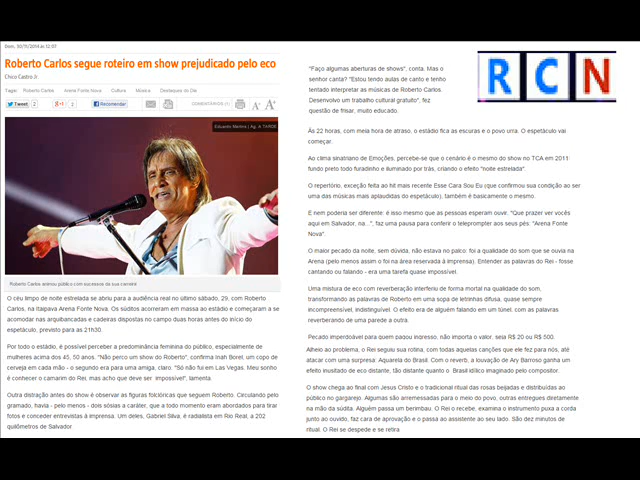 Dom, 30/11/2014 às 12:07
Roberto Carlos segue roteiro em show prejudicado pelo eco
Chico Castro Jr.
Tags: Roberto Carlos Arena Fonte Nova Cultura Música Destaques do Dia
Tweet 2
+1 2
Recomendar
COMENTÁRIOS (1)
A- A+
Eduardo Martins | Ag. A TARDE
Roberto Carlos animou público com sucessos da sua carreira
O céu limpo de noite estrelada se abriu para a audiência real no último sábado, 29, com Roberto
Carlos, na Itaipava Arena Fonte Nova. Os súditos acorreram em massa ao estádio e começaram a se
acomodar nas arquibancadas e cadeiras dispostas no campo duas horas antes do início do
espetáculo, previsto para as 21h30.
Por todo o estádio, é possível perceber a predominância feminina do público, especialmente de
mulheres acima dos 45, 50 anos. "Não perco um show do Roberto", confirma Inah Borel, um copo de
cerveja em cada mão - o segundo era para uma amiga, claro. "Só não fui em Las Vegas. Meu sonho
é conhecer o camarim do Rei, mas acho que deve ser impossível", lamenta.
Outra distração antes do show é observar as figuras folclóricas que seguem Roberto. Circulando pelo
gramado, havia - pelo menos - dois sósias a caráter, que a todo momento eram abordados para tirar
fotos e conceder entrevistas à imprensa. Um deles, Gabriel Silva, é radialista em Rio Real, a 202
quilômetros de Salvador
"Faço algumas aberturas de shows", conta. Mas o
senhor canta? "Estou tendo aulas de canto e tenho
tentado interpretar as músicas de Roberto Carlos
Desenvolvo um trabalho cultural gratuito", fez
questão de frisar, muito educado.
RCN
Às 22 horas, com meia hora de atraso, o estádio fica as escuras e o povo urra. O espetáculo vai
começar.
Ao clima sinatriano de Emoções, percebe-se que o cenário é o mesmo do show no TCA em 2011:
fundo preto todo furadinho e iluminado por trás, criando o efeito "noite estrelada".
O repertório, exceção feita ao hit mais recente Esse Cara Sou Eu (que confirmou sua condição ao ser
uma das músicas mais aplaudidas do espetáculo), também é basicamente o mesmo.
E nem poderia ser diferente: é isso mesmo que as pessoas esperam ouvir. "Que prazer ver vocês
aqui em Salvador, na...", faz uma pausa para conferir o teleprompter aos seus pés: "Arena Fonte
Nova".
O maior pecado da noite, sem dúvida, não estava no palco: foi a qualidade do som que se ouvia na
Arena (pelo menos assim o foi na área reservada à imprensa). Entender as palavras do Rei - fosse
cantando ou falando - era uma tarefa quase impossível.
Uma mistura de eco com reverberação interferiu de forma mortal na qualidade do som,
transformando as palavras de Roberto em uma sopa de letrinhas difusa, quase sempre
incompreensível, indistinguível. O efeito era de alguém falando em um túnel, com as palavras
reverberando de uma parede a outra.
Pecado imperdoável para quem pagou ingresso, não importa o valor, seja R$ 20 ou R$ 500.
Alheio ao problema, o Rei seguiu sua rotina, com todas aquelas canções que ele fez para nós, até
atacar com uma surpresa: Aquarela do Brasil. Com o reverb, a louvação de Ary Barroso ganha um
efeito inusitado de eco distante, tão distante quanto o Brasil idílico imaginado pelo compositor.
O show chega ao final com Jesus Cristo e o tradicional ritual das rosas beijadas e distribuídas ao
público no gargarejo. Algumas são arremessadas para o meio do povo, outras entregues diretamente
na mão da súdita. Alguém passa um berimbau. O Rei o recebe, examina o instrumento puxa a corda
junto ao ouvido, faz cara de aprovação e o passa ao assistente ao seu lado. São dez minutos de
ritual. O Rei se despede e se retira